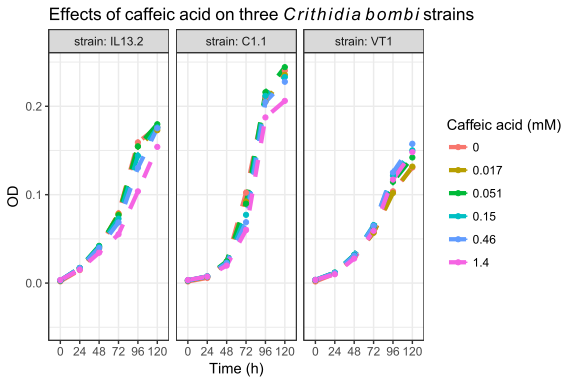 Effects of caffeic acid on three Crithidia bombi strains
strain: IL13.2
strain: C1.1
strain: VT1
OD
0.2
0.1
0.0
0 24 48 72 96 120
0 24 48 72 96 120
0 24 48 72 96 120
Time (h)
Caffeic acid (mM)
0
0.017
0.051
0.15
0.46
1.4